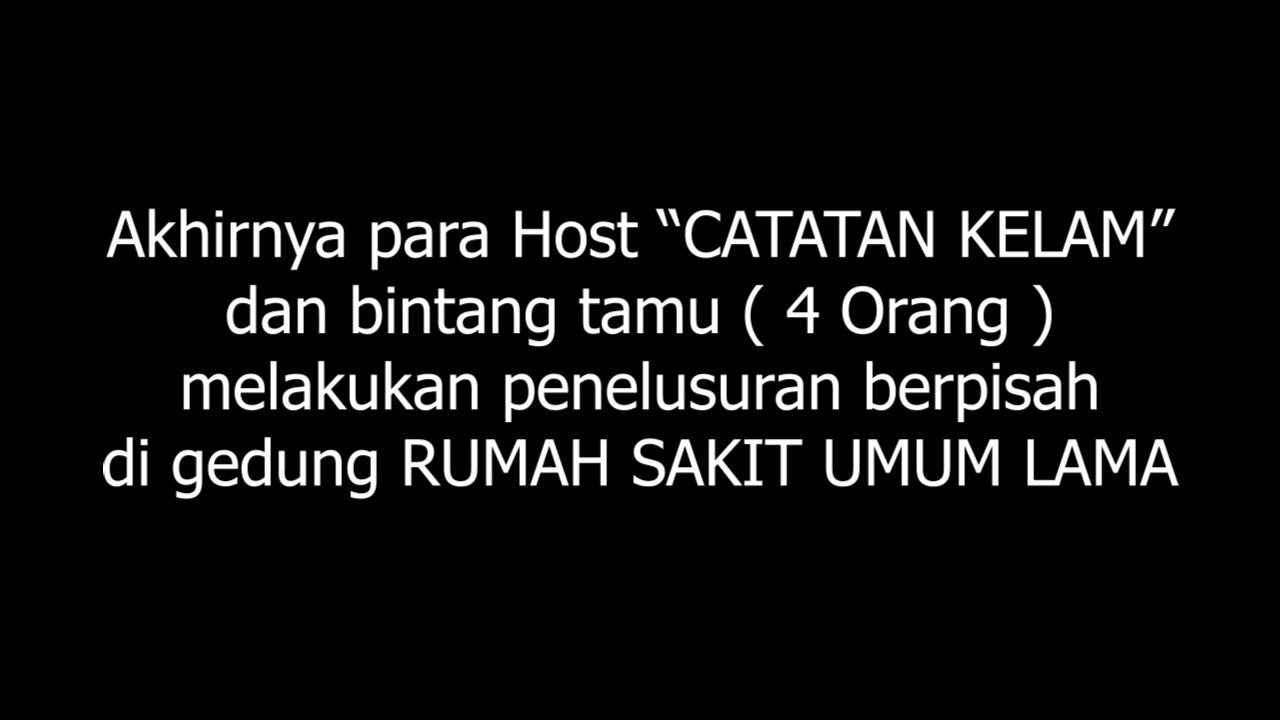 Akhirnya para Host “CATATAN KELAM”
dan bintang tamu ( 4 Orang )
melakukan penelusuran berpisah
di gedung RUMAH SAKIT UMUM LAMA